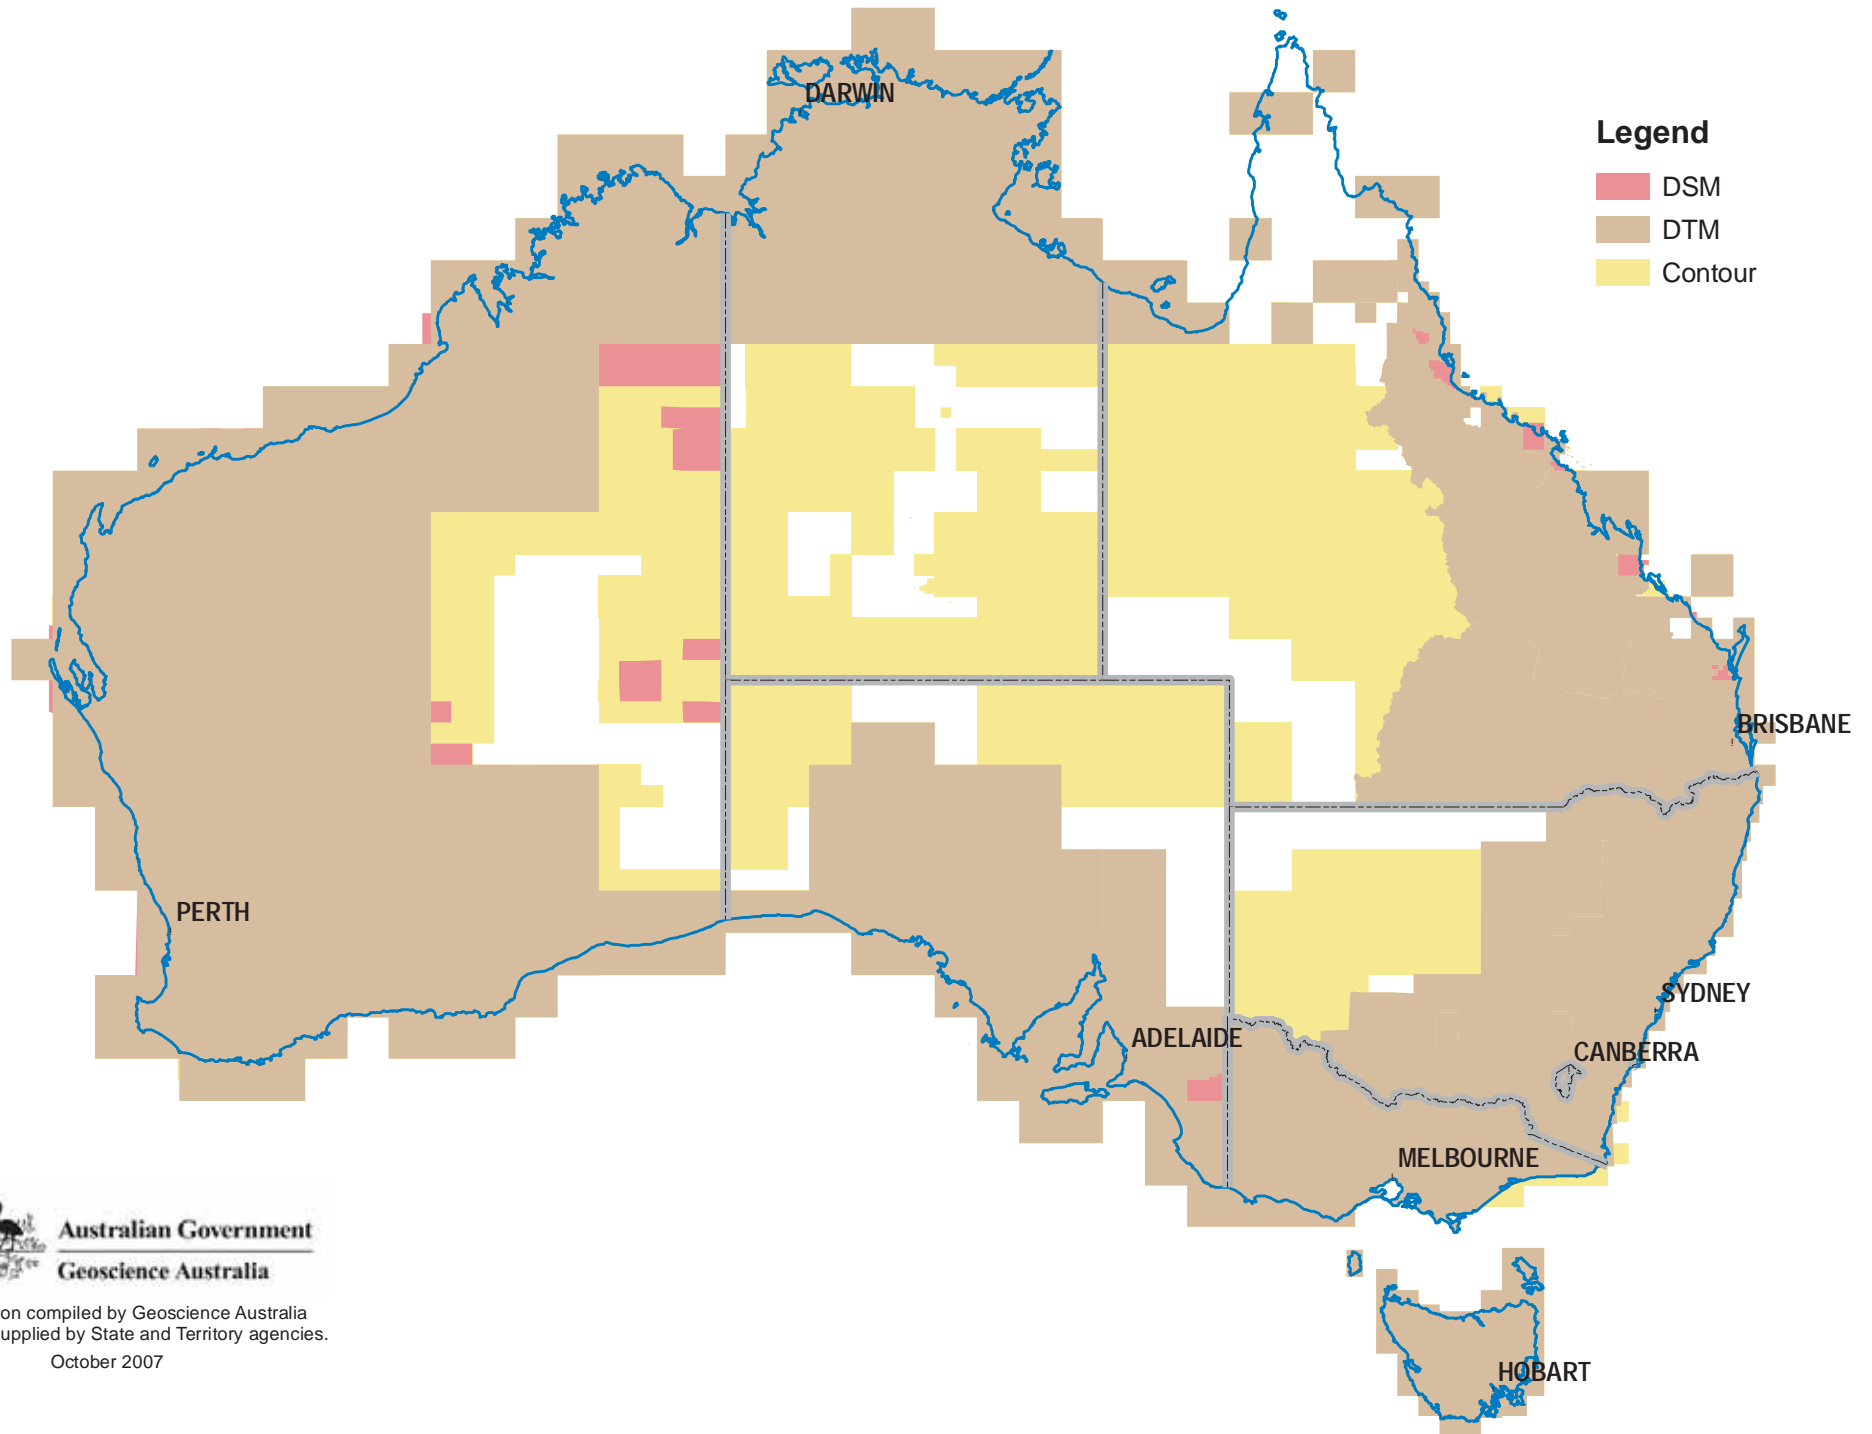 DARWIN
Legend
DSM
DTM
Contour
BRISBANE
PERTH
SYDNEY
ADELAIDE
CANBERRA
MELBOURNE
Australian Government
Geoscience Australia
on compiled by Geoscience Australia
upplied by State and Territory agencies.
October 2007
HOBART